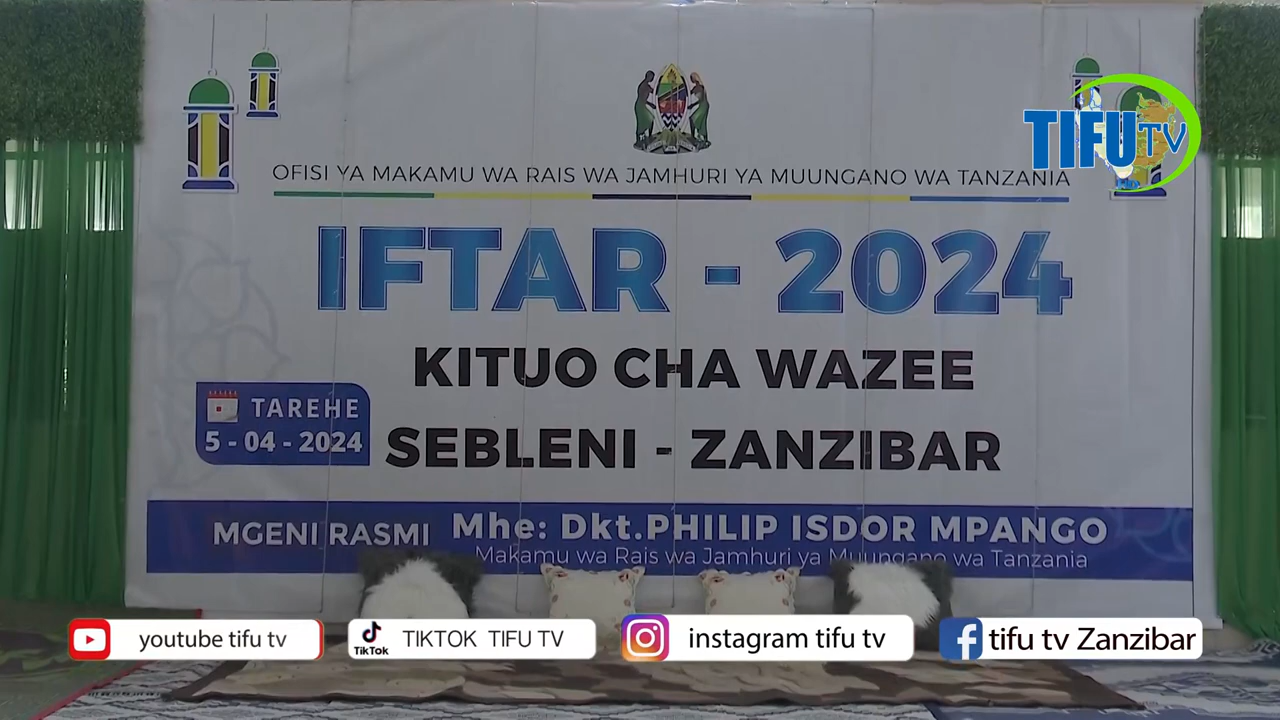 TIFU TV
OFISI YA MAKAMU WA RAIS WA JAMHURI YA MUUNGANO WA TANZANIA
IFTAR - 2024
KITUO CHA WAZEE
SEBLENI - ZANZIBAR
TAREHE
5 - 04 - 2024
MGENI RASMI Mhe: Dkt.PHILIP ISDOR MPANGO
Makamu wa Rais wa Jamhuri ya Muungano wa Tanzania
youtube tifu tv
TikTok
TIKTOK TIFU TV
instagram tifu tv
tifu tv Zanzibar